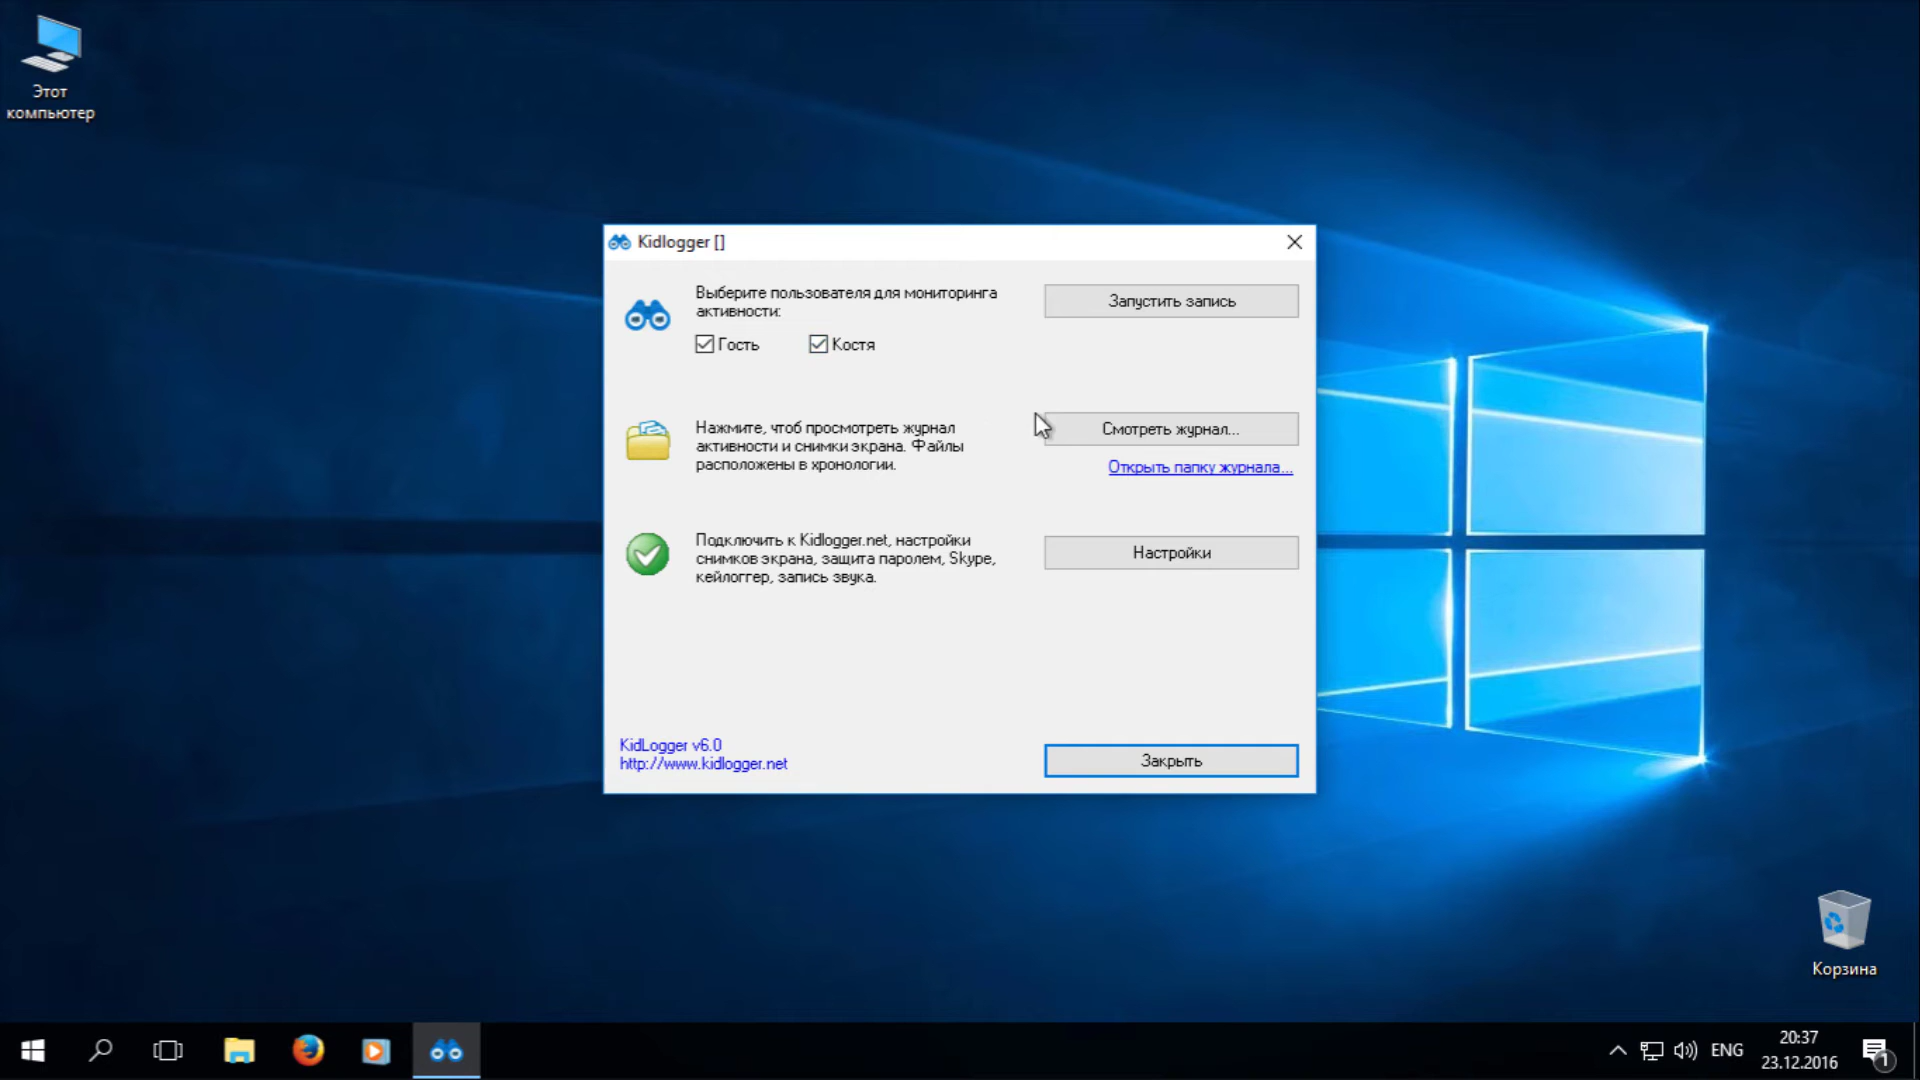 Этот
компьютер
Kidlogger []
Выберите пользователя для мониторинга
активности:
Гость
Костя
Запустить запись
Нажмите, чтоб просмотреть журнал
активности и снимки экрана. Файлы
расположены в хронологии.
Смотреть журнал...
Открыть папку журнала...
Подключить к Kidlogger.net, настройки
снимков экрана, защита паролем, Skype,
кейлоггер, запись звука.
Настройки
KidLogger v6.0
http://www.kidlogger.net
Закрыть
Корзина
ENG
20:37
23.12.2016
1